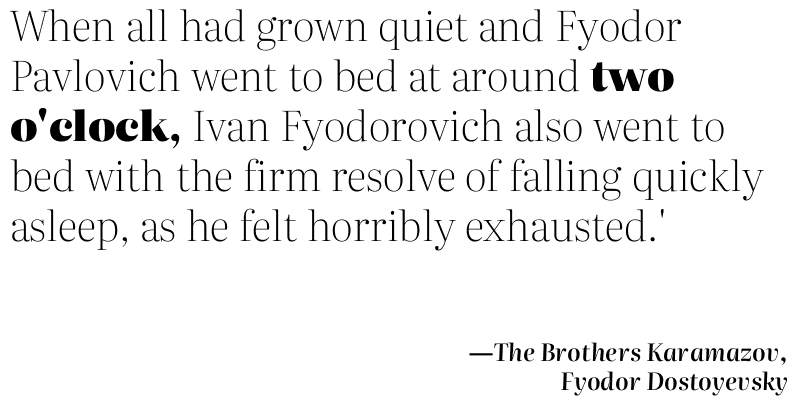 When all had grown quiet and Fyodor
Pavlovich went to bed at around two
o'clock, Ivan Fyodorovich also went to
bed with the firm resolve of falling quickly
asleep, as he felt horribly exhausted.'
—The Brothers Karamazov,
Fyodor Dostoyevsky